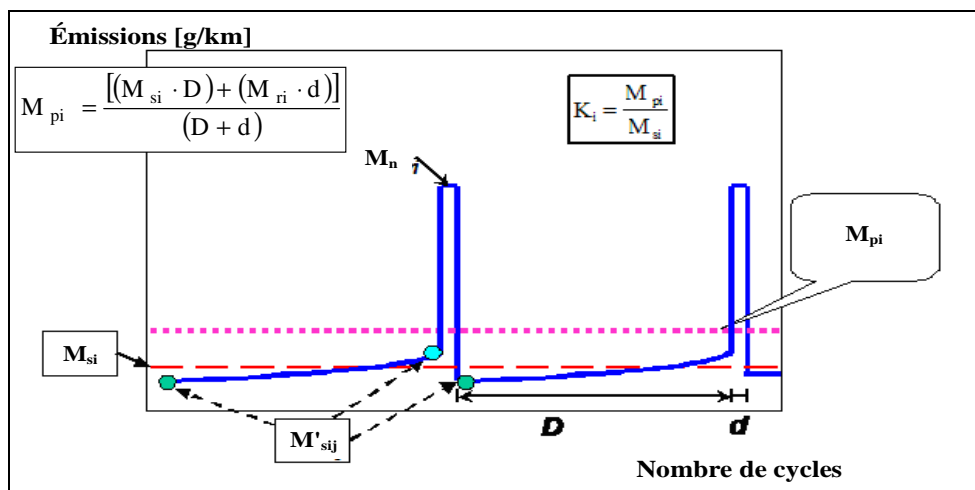 Émissions [g/km]
M pi = [(M si · D) + (M ri · d)] / (D + d)
K i = M pi / M si
M n
M pi
M si
M' sij
D
d
Nombre de cycles